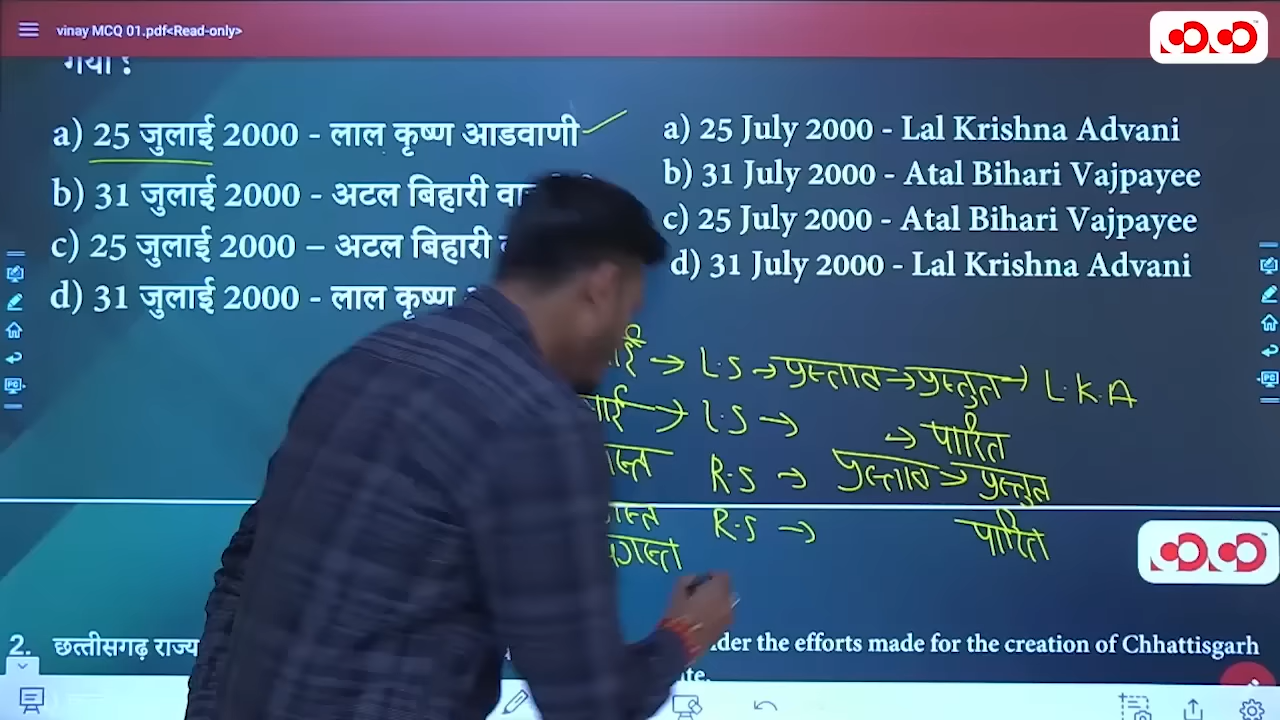 vinay MCQ 01.pdf<Read-only>
गया ?
a) 25 जुलाई 2000 - लाल कृष्ण आडवाणी
b) 31 जुलाई 2000 - अटल बिहारी
c) 25 जुलाई 2000 – अटल बिहारी
d) 31 जुलाई 2000 - लाल कृष्ण
a) 25 July 2000 - Lal Krishna Advani
b) 31 July 2000 - Atal Bihari Vajpayee
c) 25 July 2000 - Atal Bihari Vajpayee
d) 31 July 2000 - Lal Krishna Advani
→ L.S → प्रस्ताव → प्रस्तुत → L.K.A
→ L.S → → पारित
R.S → प्रस्ताव → प्रस्तुत
R.S → पारित
2. छत्तीसगढ़ राज्य
the efforts made for the creation of Chhattisgarh